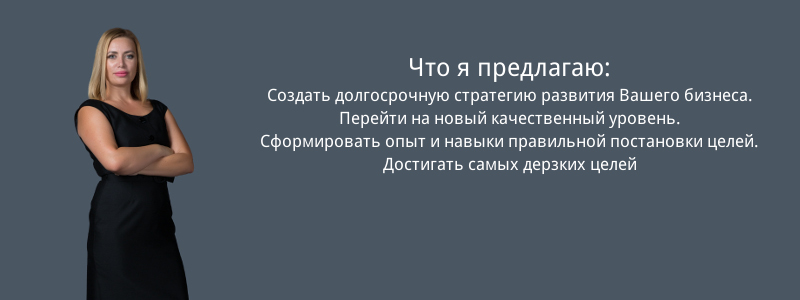 Что я предлагаю:
Создать долгосрочную стратегию развития Вашего бизнеса.
Перейти на новый качественный уровень.
Сформировать опыт и навыки правильной постановки целей.
Достигать самых дерзких целей